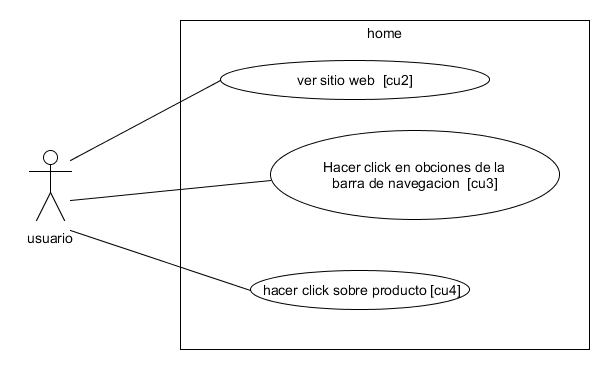 home
ver sitio web [cu2]
Hacer click en obciones de la
barra de navegacion [cu3]
usuario
hacer click sobre producto [cu4]